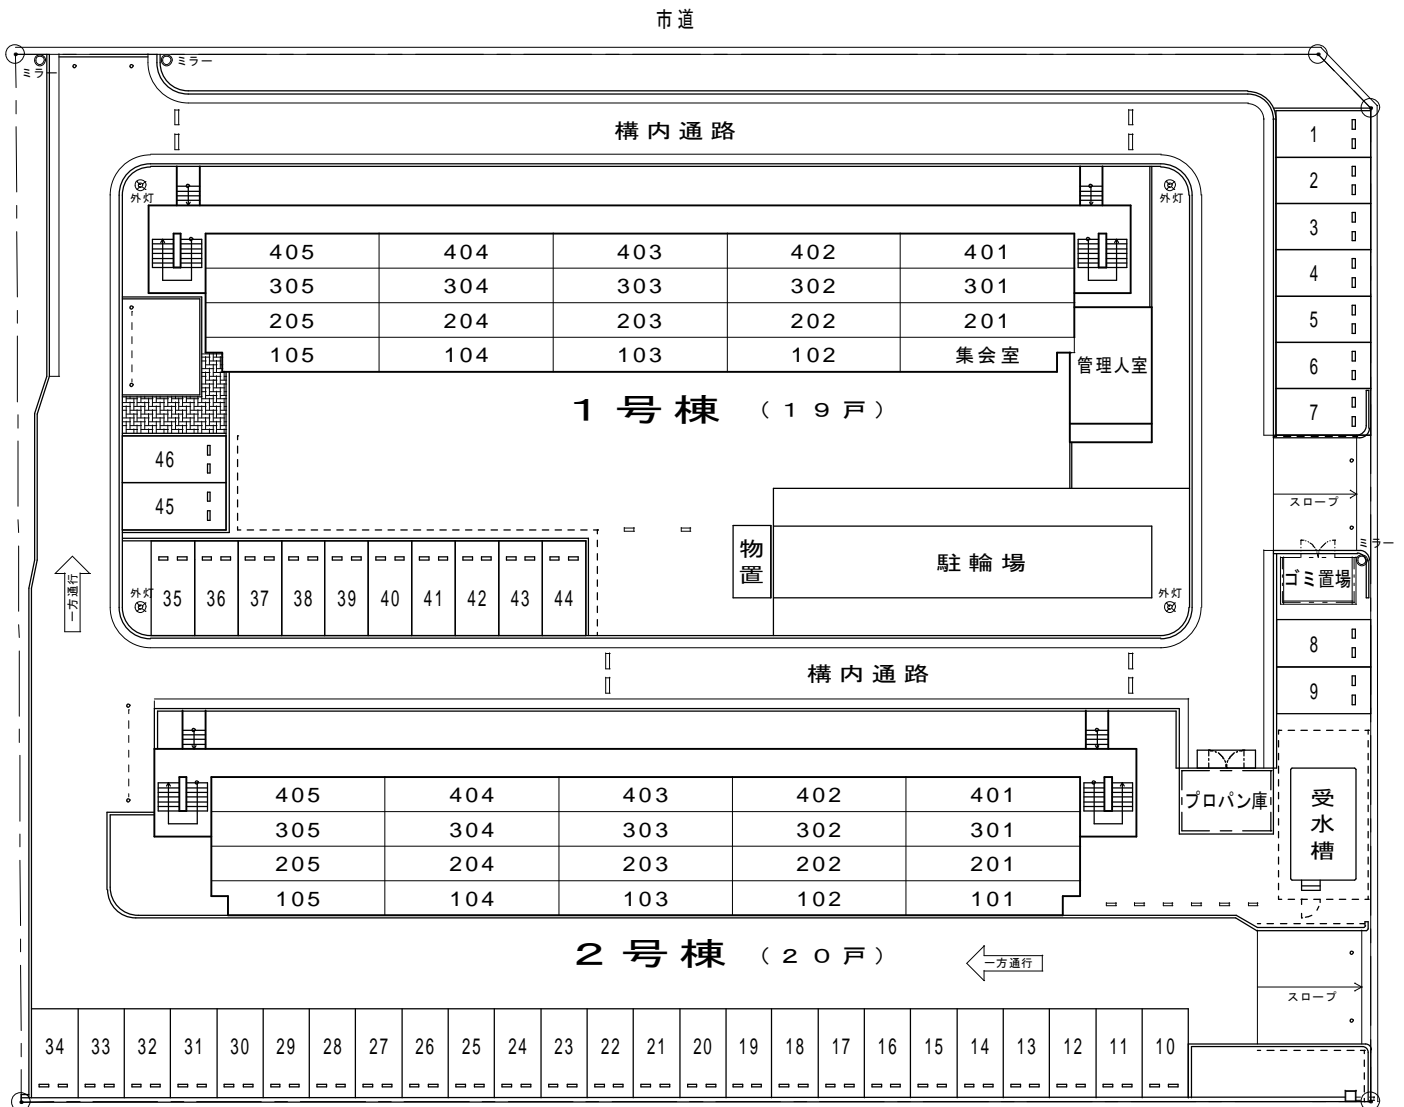 市道
ミラー
ミラー
構内通路
外灯
外灯
405 404 403 402 401
305 304 303 302 301
205 204 203 202 201
105 104 103 102 集会室
管理人室
1号棟 (19戸)
1
2
3
4
5
6
7
スロープ
ミラー
ゴミ置場
8
9
46
45
物置
駐輪場
一方通行
外灯
35 36 37 38 39 40 41 42 43 44
外灯
構内通路
プロパン庫
受水槽
405 404 403 402 401
305 304 303 302 301
205 204 203 202 201
105 104 103 102 101
2号棟 (20戸)
一方通行
スロープ
34 33 32 31 30 29 28 27 26 25 24 23 22 21 20 19 18 17 16 15 14 13 12 11 10